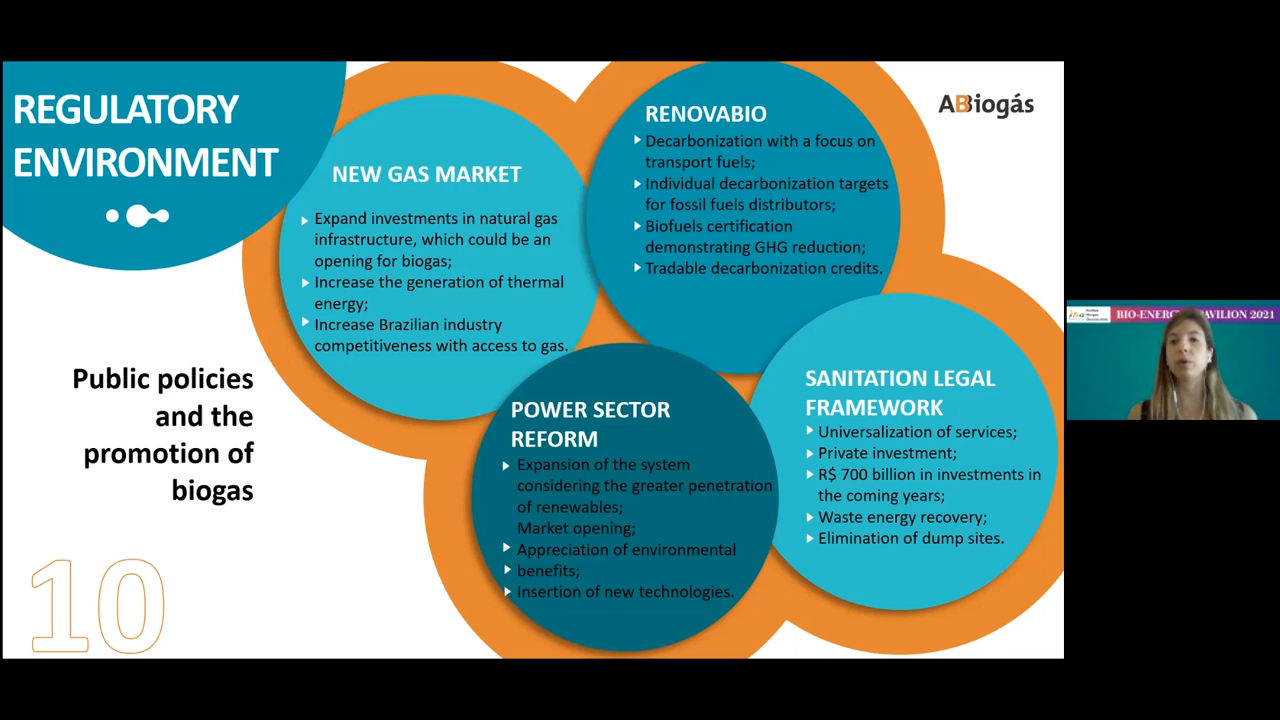 REGULATORY
ENVIRONMENT
Public policies
and the
promotion of
biogas
10
NEW GAS MARKET
Expand investments in natural gas
infrastructure, which could be an
opening for biogas;
Increase the generation of thermal
energy;
Increase Brazilian industry
competitiveness with access to gas.
RENOVABIO
Decarbonization with a focus on
transport fuels;
Individual decarbonization targets
for fossil fuels distributors;
Biofuels certification
demonstrating GHG reduction;
Tradable decarbonization credits.
ABiogás
POWER SECTOR
REFORM
Expansion of the system
considering the greater penetration
of renewables;
Market opening;
Appreciation of environmental
benefits;
Insertion of new technologies.
SANITATION LEGAL
FRAMEWORK
Universalization of services;
Private investment;
R$ 700 billion in investments in
the coming years;
Waste energy recovery;
Elimination of dump sites.
2021